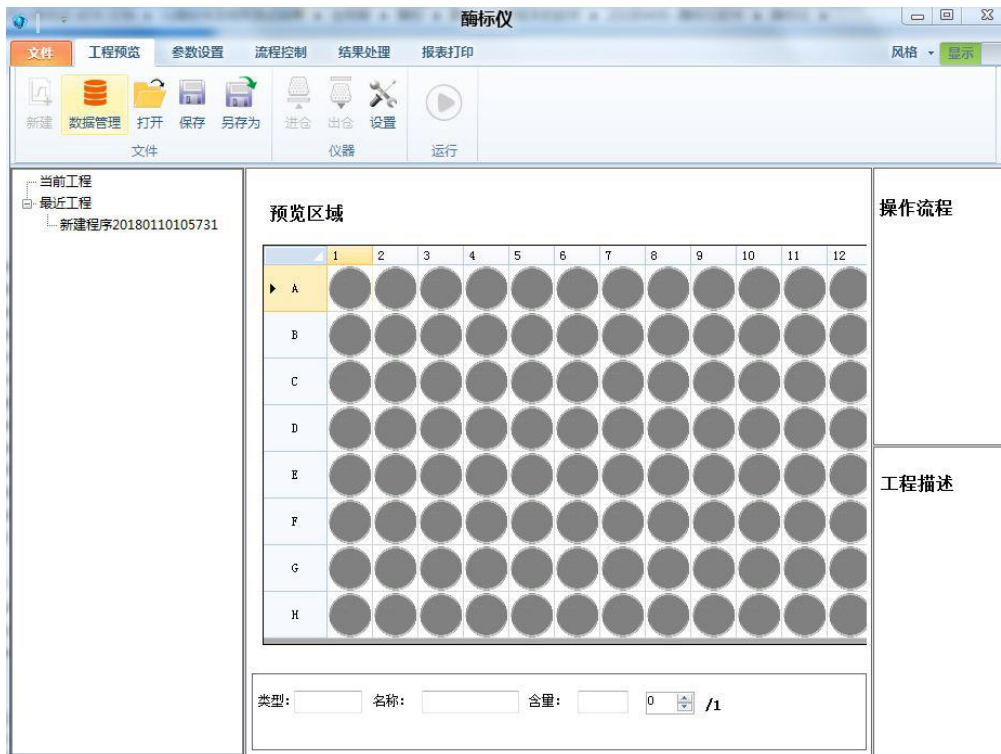 酶标仪
文件 工程预览 参数设置 流程控制 结果处理 报表打印 风格 显示
新建 数据管理 打开 保存 另存为 进仓 出仓 设置
文件 仪器 运行
当前工程
最近工程
新建程序20180110105731
预览区域
操作流程
1 2 3 4 5 6 7 8 9 10 11 12
A
B
C
D
E
工程描述
F
G
H
类型: 名称: 含量: 0 /1